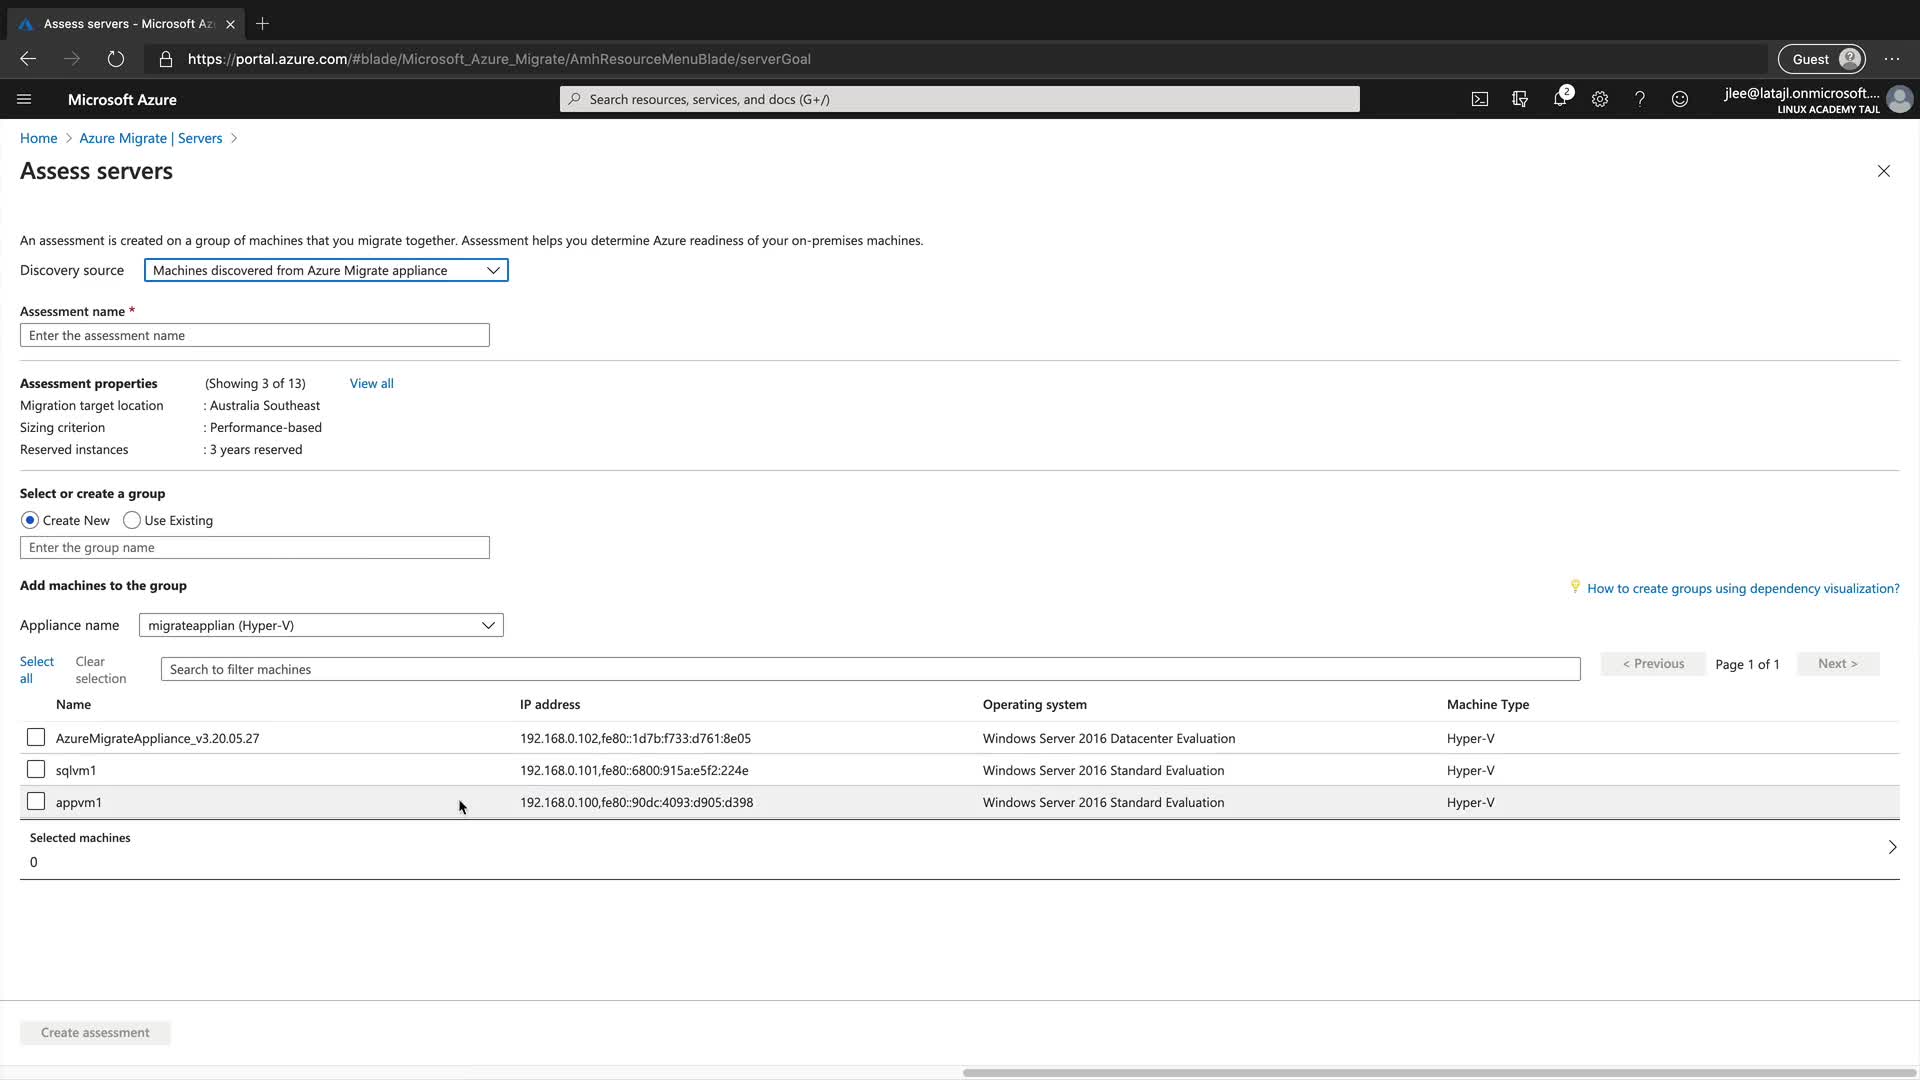 Assess servers - Microsoft Az
https://portal.azure.com/#blade/Microsoft_Azure_Migrate/AmhResourceMenuBlade/serverGoal
Guest
Microsoft Azure
Search resources, services, and docs (G+/)
2
jlee@latajl.onmicrosoft....
LINUX ACADEMY TAJL
Home > Azure Migrate | Servers >
Assess servers
An assessment is created on a group of machines that you migrate together. Assessment helps you determine Azure readiness of your on-premises machines.
Discovery source Machines discovered from Azure Migrate appliance
Assessment name *
Enter the assessment name
Assessment properties (Showing 3 of 13) View all
Migration target location : Australia Southeast
Sizing criterion : Performance-based
Reserved instances : 3 years reserved
Select or create a group
Create New Use Existing
Enter the group name
Add machines to the group
How to create groups using dependency visualization?
Appliance name migrateapplian (Hyper-V)
Select all Clear selection Search to filter machines < Previous Page 1 of 1 Next >
Name IP address Operating system Machine Type
AzureMigrateAppliance_v3.20.05.27 192.168.0.102,fe80::1d7b:f733:d761:8e05 Windows Server 2016 Datacenter Evaluation Hyper-V
sqlvm1 192.168.0.101,fe80::6800:915a:e5f2:224e Windows Server 2016 Standard Evaluation Hyper-V
appvm1 192.168.0.100,fe80::90dc:4093:d905:d398 Windows Server 2016 Standard Evaluation Hyper-V
Selected machines
0
Create assessment